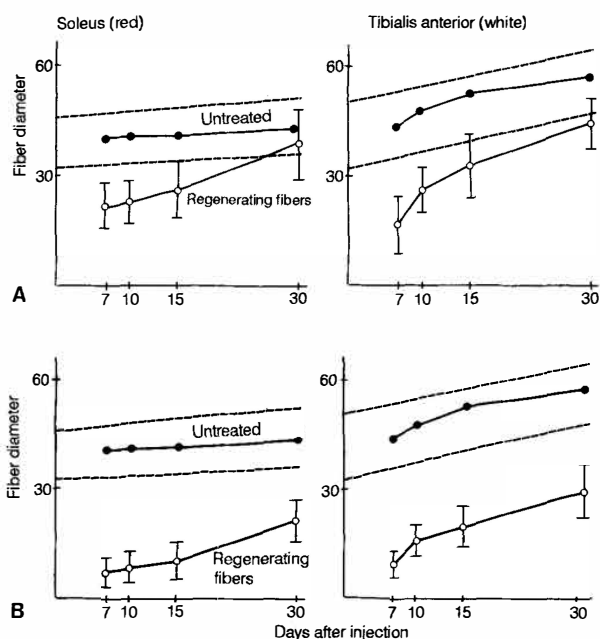 Soleus (red)
Tibialis anterior (white)
60
30
Fiber diameter
Untreated
Regenerating fibers
A
7 10 15 30
60
30
7 10 15 30
60
30
Fiber diameter
Untreated
Regenerating
fibers
B
7 10 15 30
60
30
7 10 15 30
Days after injection